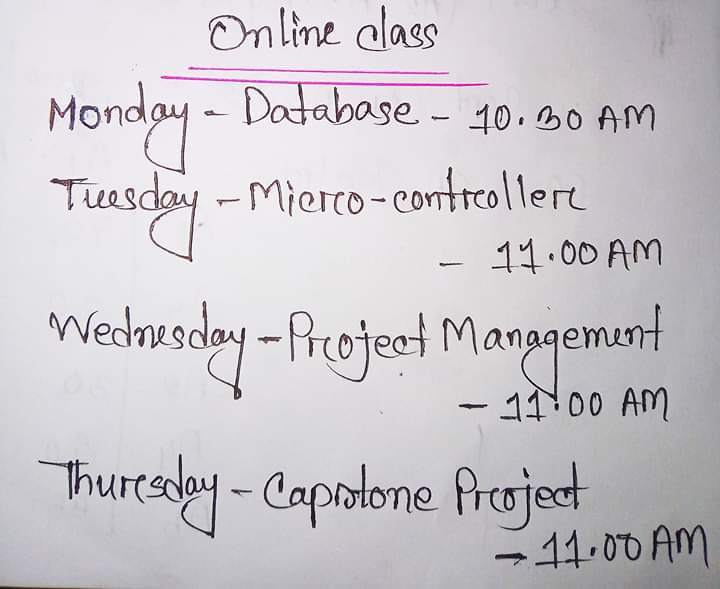 Online class
Monday - Database - 10.30 AM
Tuesday - Micro-controller
- 11.00 AM
Wednesday - Project Management
- 11.00 AM
Thursday - Capstone Project
- 11.00 AM